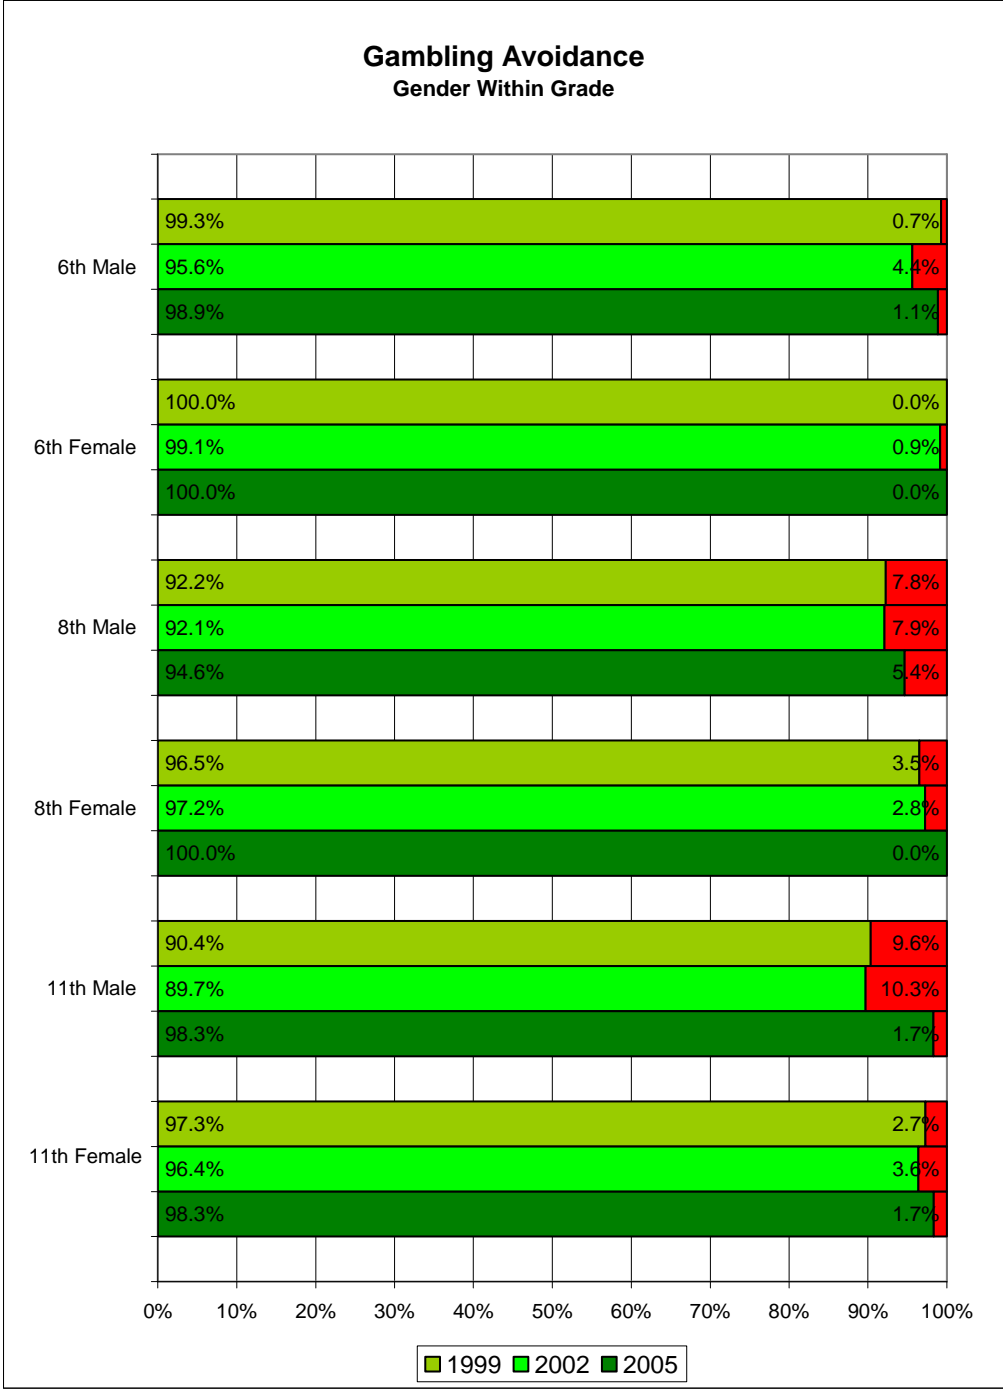 Gambling Avoidance
Gender Within Grade
99.3% 0.7%
6th Male 95.6% 4.4%
98.9% 1.1%
100.0% 0.0%
6th Female 99.1% 0.9%
100.0% 0.0%
92.2% 7.8%
8th Male 92.1% 7.9%
94.6% 5.4%
96.5% 3.5%
8th Female 97.2% 2.8%
100.0% 0.0%
90.4% 9.6%
11th Male 89.7% 10.3%
98.3% 1.7%
97.3% 2.7%
11th Female 96.4% 3.6%
98.3% 1.7%
0% 10% 20% 30% 40% 50% 60% 70% 80% 90% 100%
1999 2002 2005